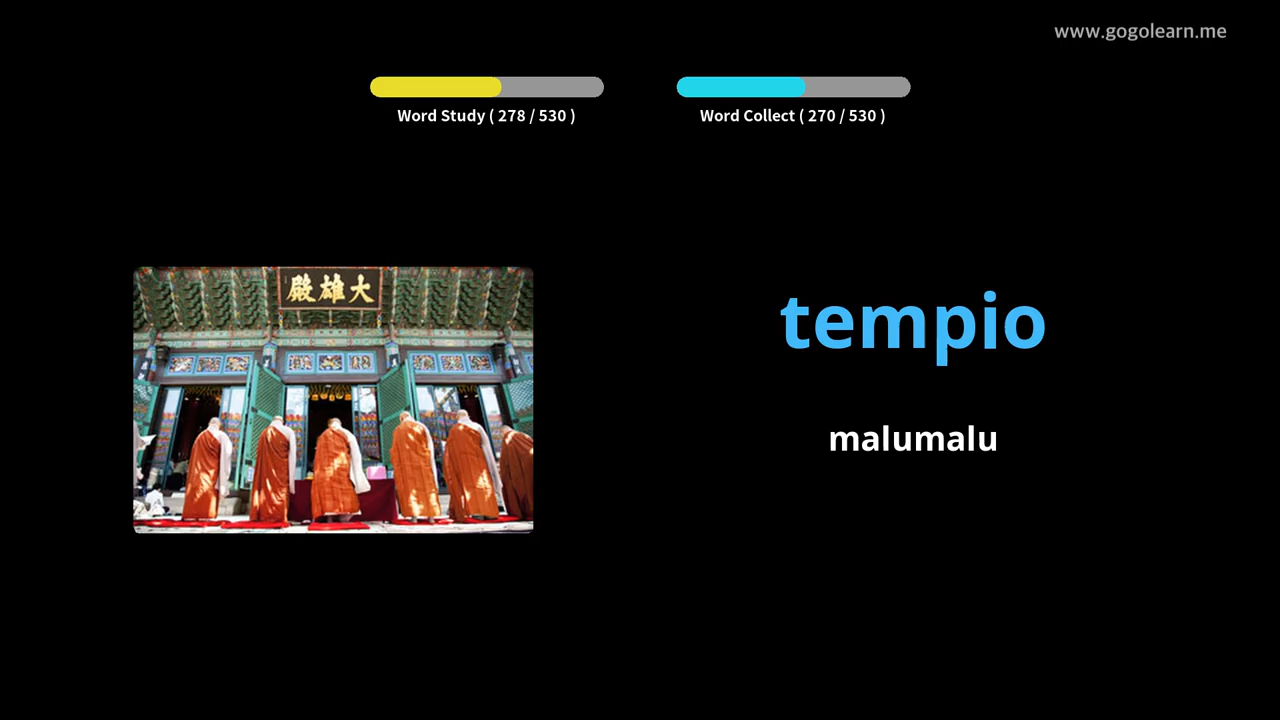 www.gogolearn.me
Word Study ( 278 / 530 )
Word Collect ( 270 / 530 )
殿雄大
tempio
malumalu